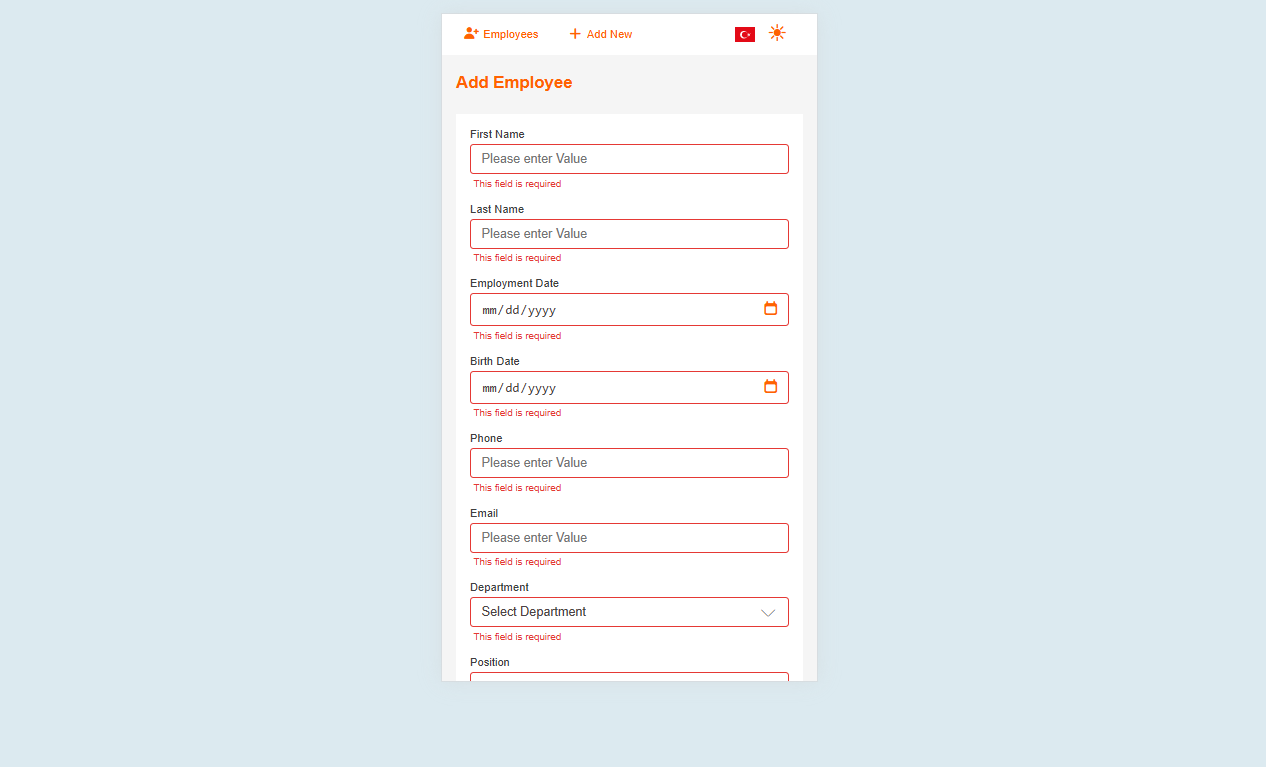 Employees Add New
Add Employee
First Name
Please enter Value
This field is required
Last Name
Please enter Value
This field is required
Employment Date
mm/dd/yyyy
This field is required
Birth Date
mm/dd/yyyy
This field is required
Phone
Please enter Value
This field is required
Email
Please enter Value
This field is required
Department
Select Department
This field is required
Position